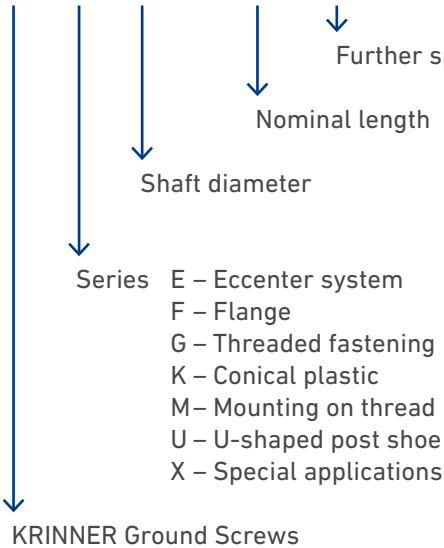 Further
Nominal length
Shaft diameter
Series E – Eccenter system
F – Flange
G – Threaded fastening
K – Conical plastic
M– Mounting on thread
U – U-shaped post shoe
X – Special applications
KRINNER Ground Screws